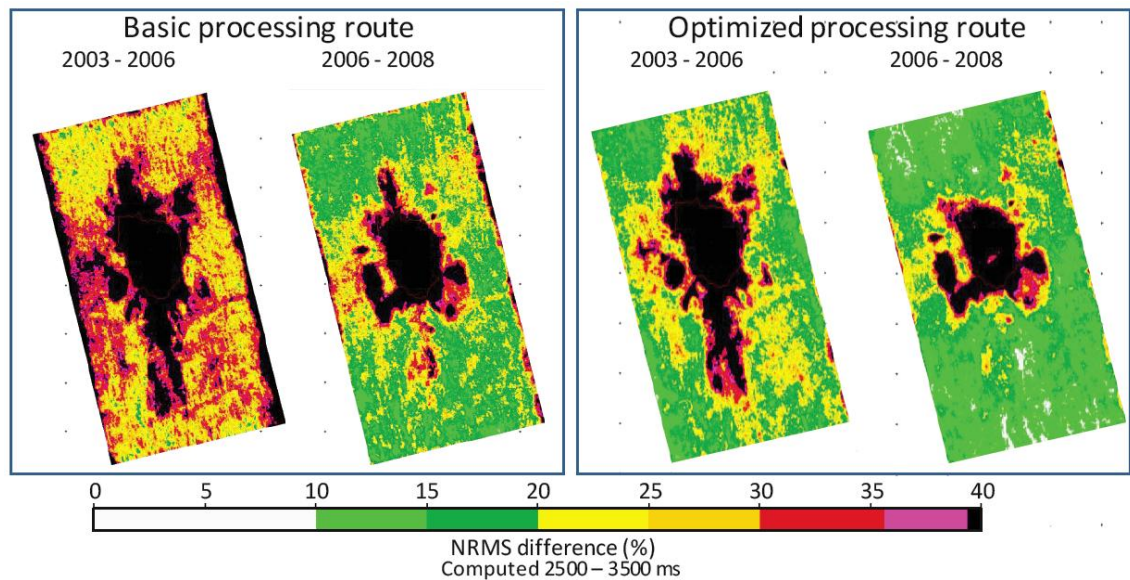 Basic processing route
2003 - 2006
2006 - 2008
Optimized processing route
2003 - 2006
2006 - 2008
0 5 10 15 20 25 30 35 40
NRMS difference (%)
Computed 2500 – 3500 ms